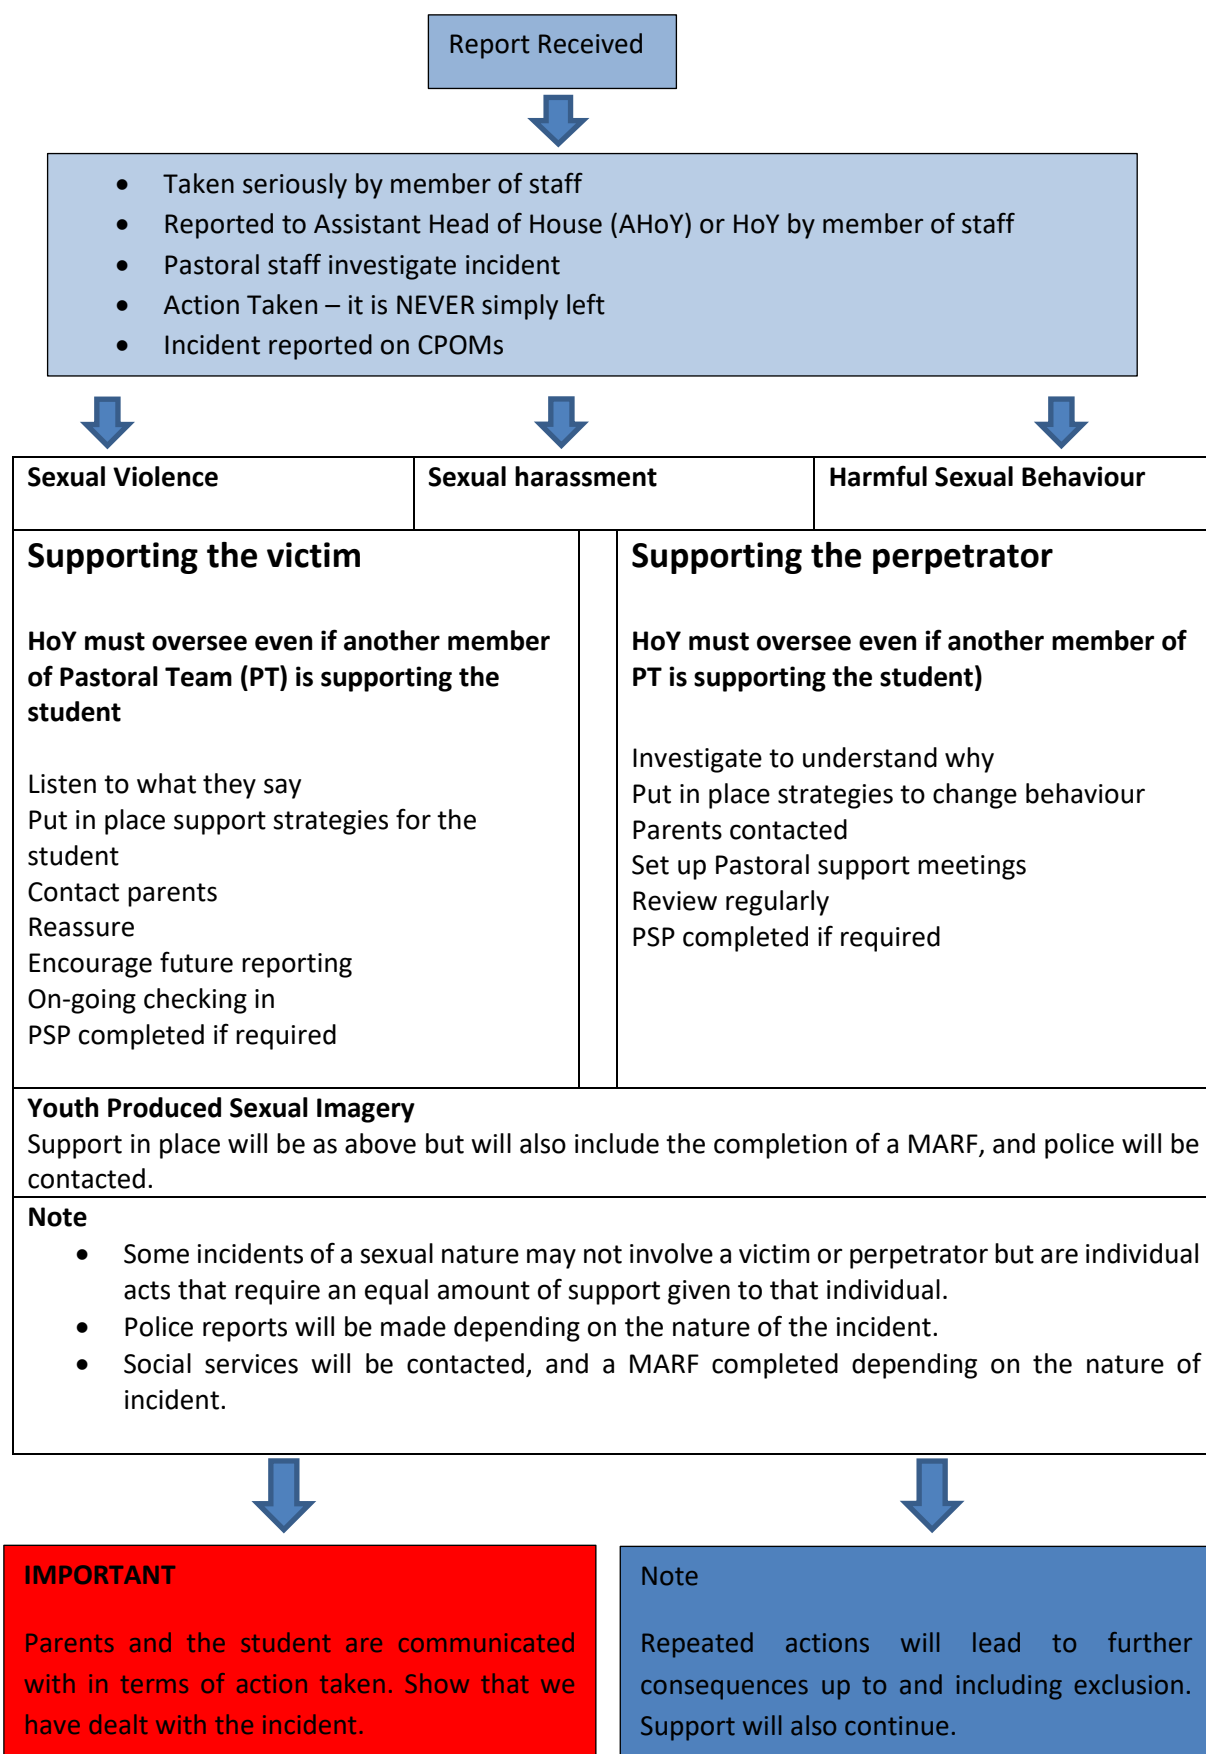 Report Received
• Taken seriously by member of staff
• Reported to Assistant Head of House (AHoY) or HoY by member of staff
• Pastoral staff investigate incident
• Action Taken – it is NEVER simply left
• Incident reported on CPOMs
Sexual Violence
Sexual harassment
Harmful Sexual Behaviour
Supporting the victim
HoY must oversee even if another member
of Pastoral Team (PT) is supporting the
student
Listen to what they say
Put in place support strategies for the
student
Contact parents
Reassure
Encourage future reporting
On-going checking in
PSP completed if required
Supporting the perpetrator
HoY must oversee even if another member of
PT is supporting the student)
Investigate to understand why
Put in place strategies to change behaviour
Parents contacted
Set up Pastoral support meetings
Review regularly
PSP completed if required
Youth Produced Sexual Imagery
Support in place will be as above but will also include the completion of a MARF, and police will be
contacted.
Note
• Some incidents of a sexual nature may not involve a victim or perpetrator but are individual
acts that require an equal amount of support given to that individual.
• Police reports will be made depending on the nature of the incident.
• Social services will be contacted, and a MARF completed depending on the nature of
incident.
IMPORTANT
Parents and the student are communicated
with in terms of action taken. Show that we
have dealt with the incident.
Note
Repeated actions will lead to further
consequences up to and including exclusion.
Support will also continue.